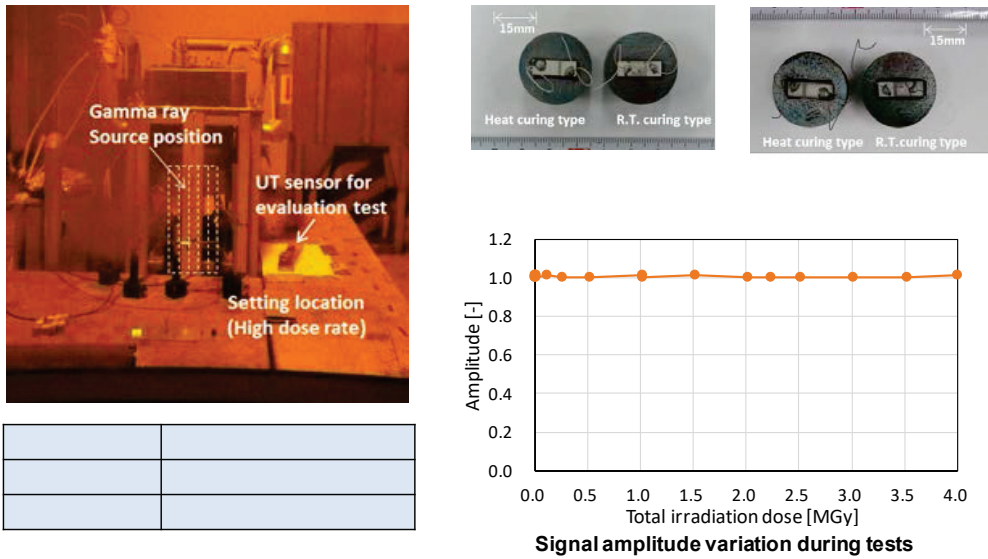 Gamma ray
Source position
UT sensor for
evaluation test
Setting location
(High dose rate)
15mm
Heat curing type
R.T. curing type
15mm
Heat curing type
R.T.curing type
1.2
1.0
0.8
0.6
0.4
0.2
0.0
Amplitude [-]
0.0 0.5 1.0 1.5 2.0 2.5 3.0 3.5 4.0
Total irradiation dose [MGy]
Signal amplitude variation during tests